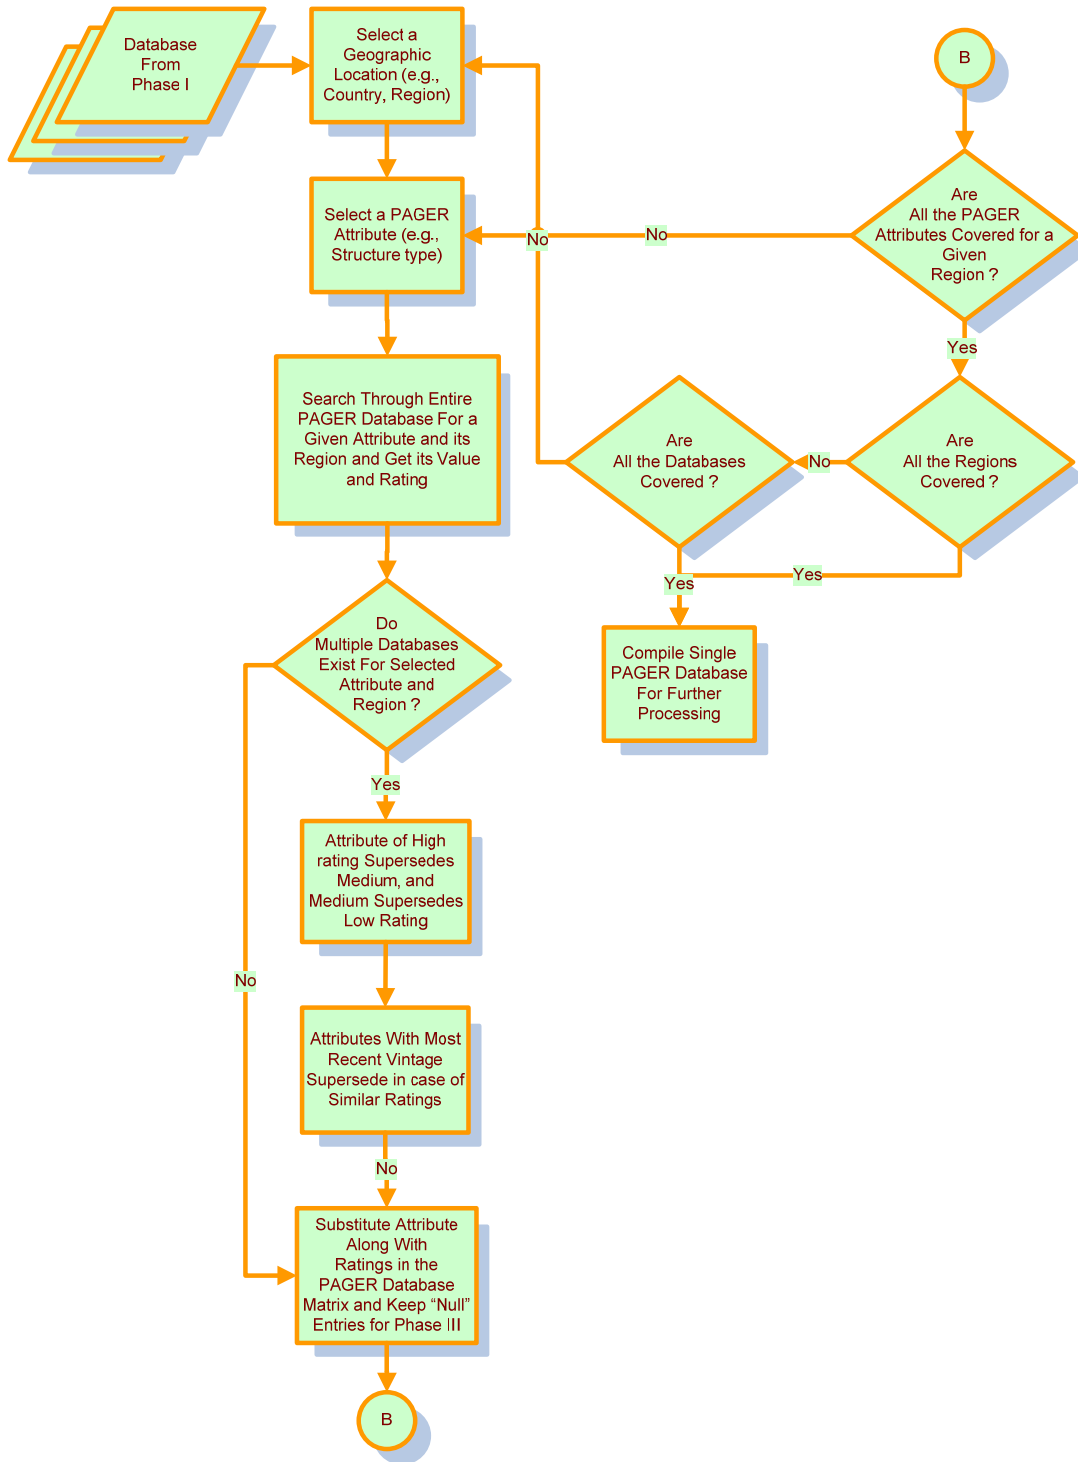 Database
From
Phase I
Select a
Geographic
Location (e.g.,
Country, Region)
B
Select a PAGER
Attribute (e.g.,
Structure type)
No
No
Are
All the PAGER
Attributes Covered for a
Given
Region ?
Yes
Search Through Entire
PAGER Database For a
Given Attribute and its
Region and Get its Value
and Rating
Are
All the Databases
Covered ?
No
Are
All the Regions
Covered ?
Yes
Yes
Do
Multiple Databases
Exist For Selected
Attribute and
Region ?
Compile Single
PAGER Database
For Further
Processing
Yes
Attribute of High
rating Supersedes
Medium, and
Medium Supersedes
Low Rating
No
Attributes With Most
Recent Vintage
Supersede in case of
Similar Ratings
No
Substitute Attribute
Along With
Ratings in the
PAGER Database
Matrix and Keep “Null”
Entries for Phase III
B